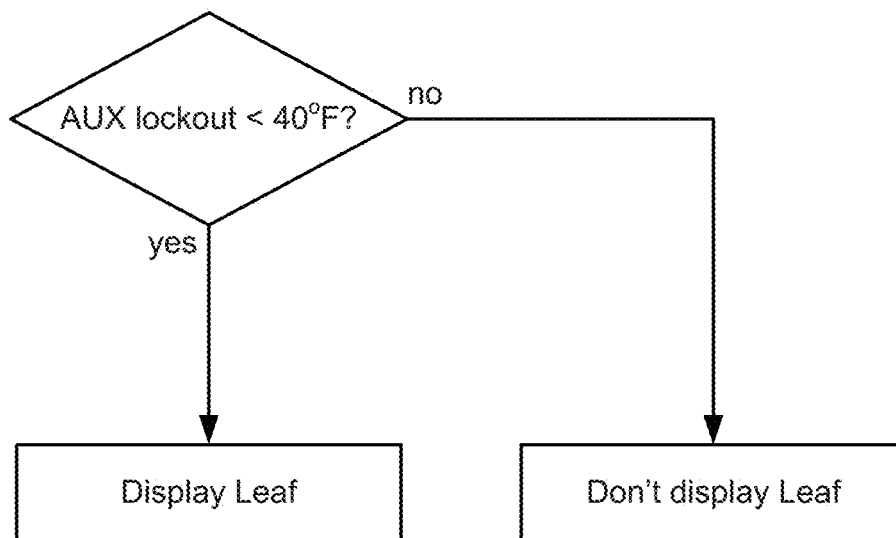 AUX lockout < 40°F?
no
yes
Display Leaf
Don't display Leaf